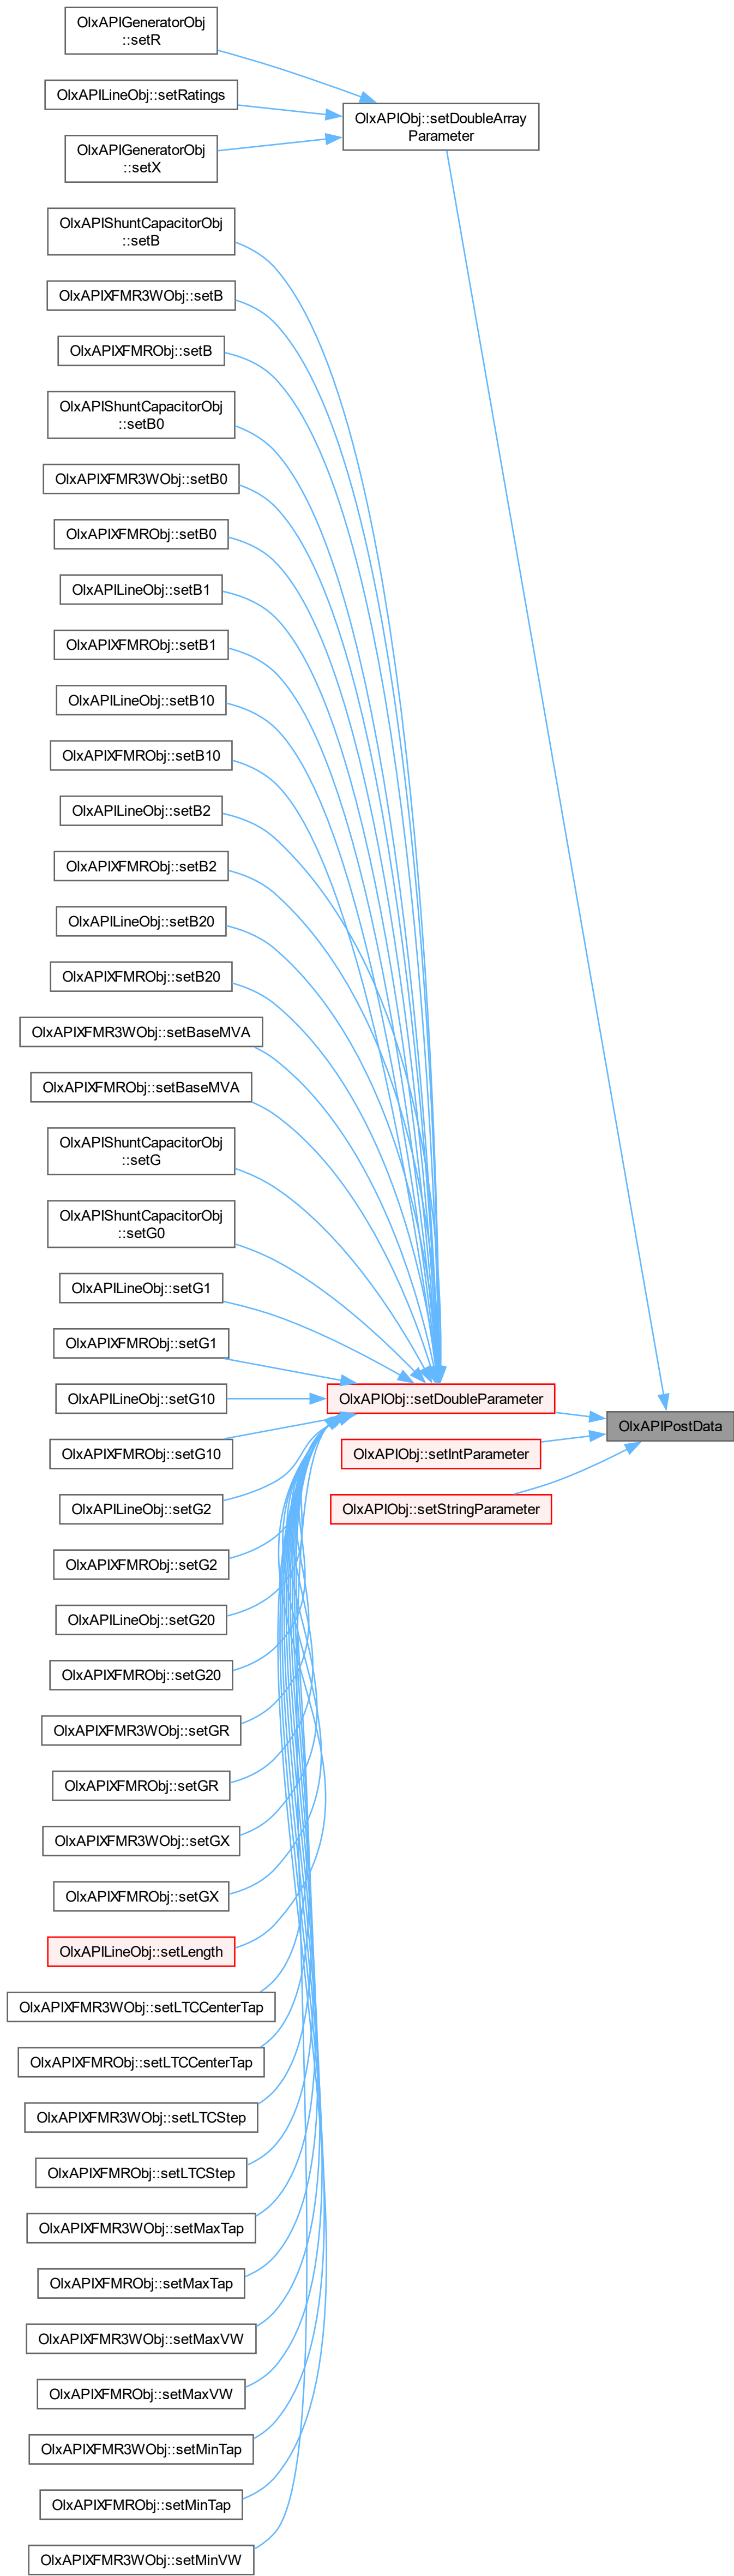 OlxAPIGeneratorObj
::setR
OlxAPILineObj::setRatings
OlxAPIObj::setDoubleArray
Parameter
OlxAPIGeneratorObj
::setX
OlxAPIShuntCapacitorObj
::setB
OlxAPIXFMR3WObj::setB
OlxAPIXFMRObj::setB
OlxAPIShuntCapacitorObj
::setB0
OlxAPIXFMR3WObj::setB0
OlxAPIXFMRObj::setB0
OlxAPILineObj::setB1
OlxAPIXFMRObj::setB1
OlxAPILineObj::setB10
OlxAPIXFMRObj::setB10
OlxAPILineObj::setB2
OlxAPIXFMRObj::setB2
OlxAPILineObj::setB20
OlxAPIXFMRObj::setB20
OlxAPIXFMR3WObj::setBaseMVA
OlxAPIXFMRObj::setBaseMVA
OlxAPIShuntCapacitorObj
::setG
OlxAPIShuntCapacitorObj
::setG0
OlxAPILineObj::setG1
OlxAPIXFMRObj::setG1
OlxAPILineObj::setG10
OlxAPIObj::setDoubleParameter
OlxAPIPostData
OlxAPIXFMRObj::setG10
OlxAPIObj::setIntParameter
OlxAPILineObj::setG2
OlxAPIObj::setStringParameter
OlxAPIXFMRObj::setG2
OlxAPILineObj::setG20
OlxAPIXFMRObj::setG20
OlxAPIXFMR3WObj::setGR
OlxAPIXFMRObj::setGR
OlxAPIXFMR3WObj::setGX
OlxAPIXFMRObj::setGX
OlxAPILineObj::setLength
OlxAPIXFMR3WObj::setLTCCenterTap
OlxAPIXFMRObj::setLTCCenterTap
OlxAPIXFMR3WObj::setLTCStep
OlxAPIXFMRObj::setLTCStep
OlxAPIXFMR3WObj::setMaxTap
OlxAPIXFMRObj::setMaxTap
OlxAPIXFMR3WObj::setMaxVW
OlxAPIXFMRObj::setMaxVW
OlxAPIXFMR3WObj::setMinTap
OlxAPIXFMRObj::setMinTap
OlxAPIXFMR3WObj::setMinVW